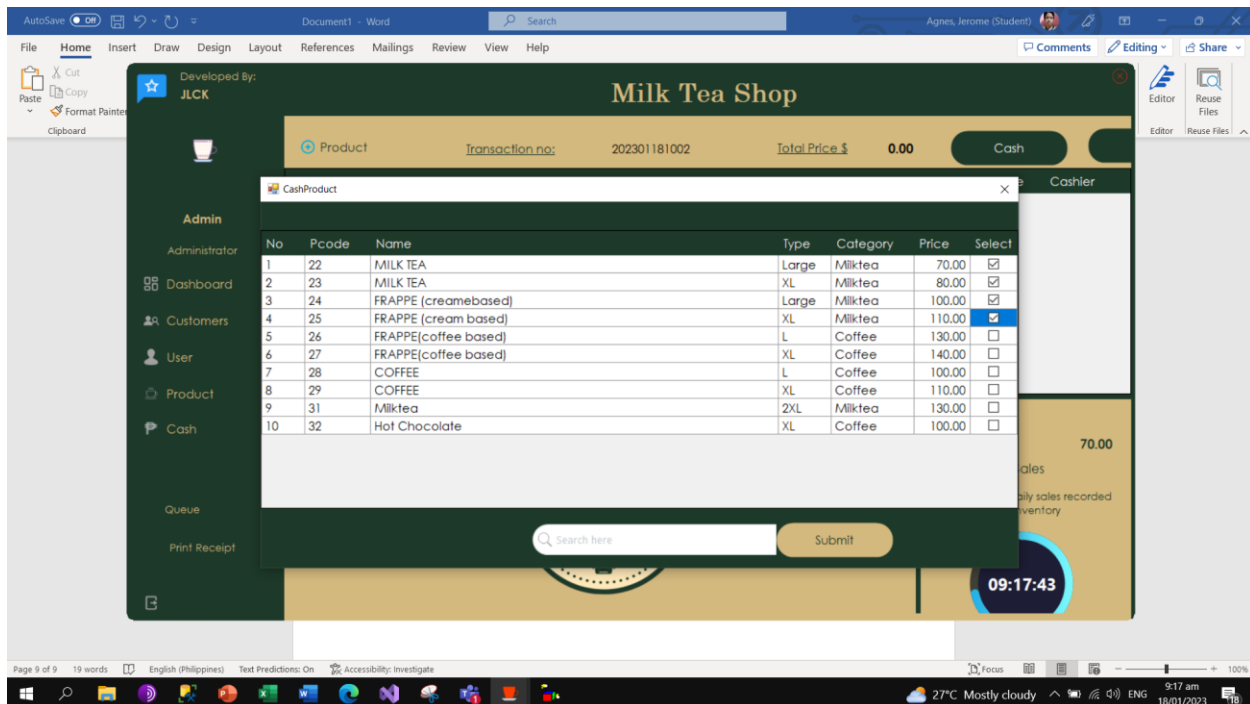 AutoSave Off Document1 - Word Search Agnes, Jerome (Student)
File Home Insert Draw Design Layout References Mailings Review View Help Comments Editing Share
Cut
Copy
Paste
Format Painter
Clipboard
Editor
Reuse
Files
Editor Reuse Files
Developed By:
JLCK
Milk Tea Shop
Product Transaction no: 202301181002 Total Price $ 0.00 Cash
Cashier
Admin
Administrator
Dashboard
Customers
User
Product
Cash
Queue
Print Receipt
CashProduct
No Pcode Name Type Category Price Select
1 22 MILK TEA Large Milktea 70.00
2 23 MILK TEA XL Milktea 80.00
3 24 FRAPPE (creamebased) Large Milktea 100.00
4 25 FRAPPE (cream based) XL Milktea 110.00
5 26 FRAPPE(coffee based) L Coffee 130.00
6 27 FRAPPE(coffee based) XL Coffee 140.00
7 28 COFFEE L Coffee 100.00
8 29 COFFEE XL Coffee 110.00
9 31 Milktea 2XL Milktea 130.00
10 32 Hot Chocolate XL Coffee 100.00
Search here
Submit
70.00
ales
aily sales recorded
ventory
09:17:43
Page 9 of 9 19 words English (Philippines) Text Predictions: On Accessibility: Investigate Focus 100%
27°C Mostly cloudy ENG 9:17 am
18/01/2023 18